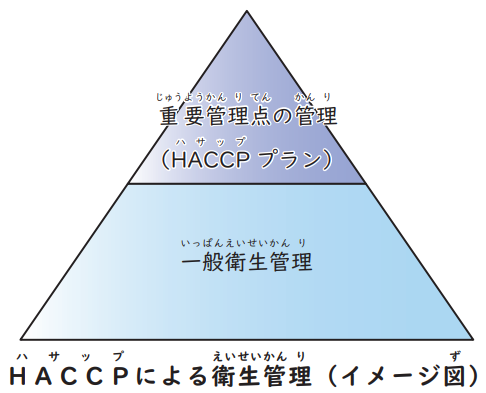 じゅうようかんりてん かんり
重要管理点の管理
ハサップ
（HACCP プラン）
いっぱんえいせいかんり
一般衛生管理
ハサップ えいせいかんり ず
HACCPによる衛生管理（イメージ図）